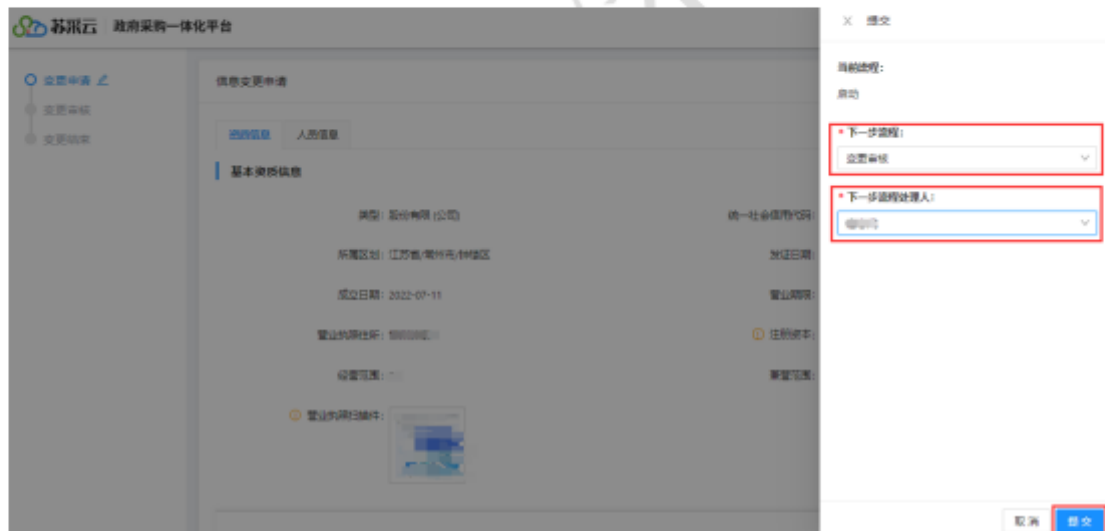 苏采云 政府采购一体化平台
变更申请
变更审核
变更结束
信息变更申请
资质信息 人员信息
基本资质信息
类型：股份有限（公司）
统一社会信用代码：
所属区划：江苏省/常州市/钟楼区
发证日期：
成立日期：2022-07-11
营业期限：
营业执照住所：
注册资本：
经营范围：
兼营范围：
营业执照扫描件：
× 提交
当前流程：
启动
* 下一步流程：
变更审核
* 下一步流程处理人：
取消 提交